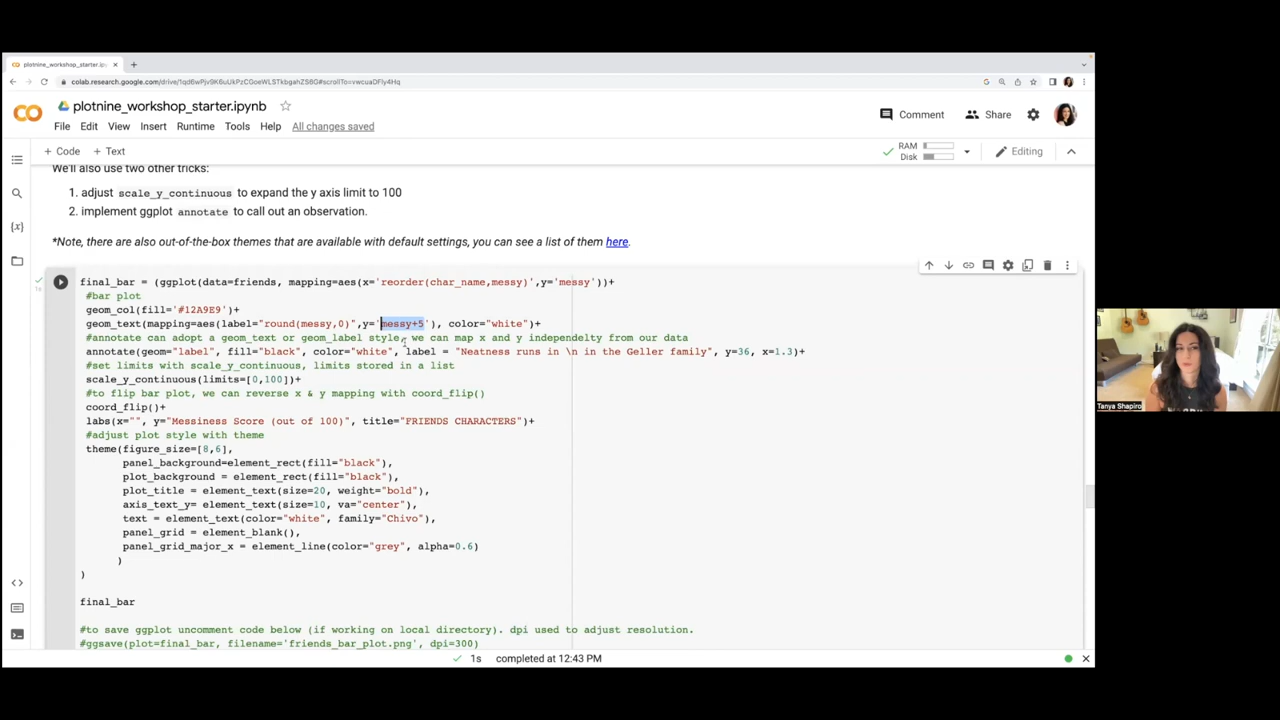 plotnine_workshop_starter.ip
colab.research.google.com/drive/
plotnine_workshop_starter.ipynb
File Edit View Insert Runtime Tools Help All changes saved
Comment Share
+ Code + Text
RAM
Disk
Editing
We'll also use two other tricks:
1. adjust scale_y_continuous to expand the y axis limit to 100
2. implement ggplot annotate to call out an observation.
*Note, there are also out-of-the-box themes that are available with default settings, you can see a list of them here.
final_bar = (ggplot(data=friends, mapping=aes(x='reorder(char_name,messy)',y='messy'))+
#bar plot
geom_col(fill='#12A9E9')+
geom_text(mapping=aes(label="round(messy,0)",y='messy+5'), color="white")+
#annotate can adopt a geom_text or geom_label style, we can map x and y independelty from our data
annotate(geom="label", fill="black", color="white", label = "Neatness runs in \n in the Geller family", y=36, x=1.3)+
#set limits with scale_y_continuous, limits stored in a list
scale_y_continuous(limits=[0,100])+
#to flip bar plot, we can reverse x & y mapping with coord_flip()
coord_flip()+
labs(x="", y="Messiness Score (out of 100)", title="FRIENDS CHARACTERS")+
#adjust plot style with theme
theme(figure_size=[8,6],
panel_background=element_rect(fill="black"),
plot_background = element_rect(fill="black"),
plot_title = element_text(size=20, weight="bold"),
axis_text_y= element_text(size=10, va="center"),
text = element_text(color="white", family="Chivo"),
panel_grid = element_blank(),
panel_grid_major_x = element_line(color="grey", alpha=0.6)
)
)
final_bar
#to save ggplot uncomment code below (if working on local directory). dpi used to adjust resolution.
#ggsave(plot=final_bar, filename='friends_bar_plot.png', dpi=300)
1s completed at 12:43 PM
Tanya Shapiro